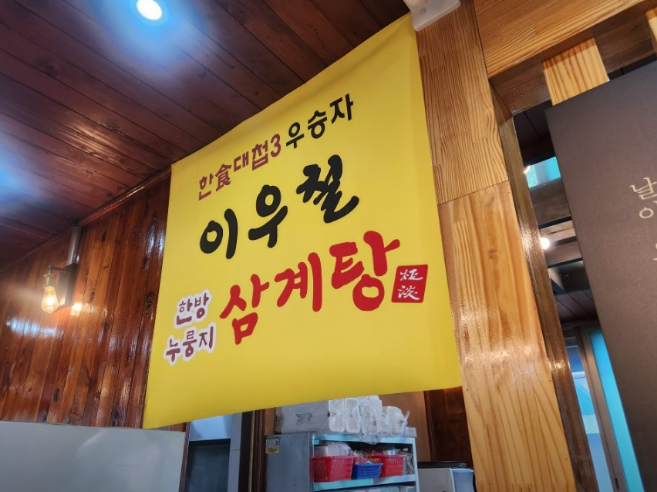 한食대첩3 우승자
이우철
한방
누룽지
삼계탕